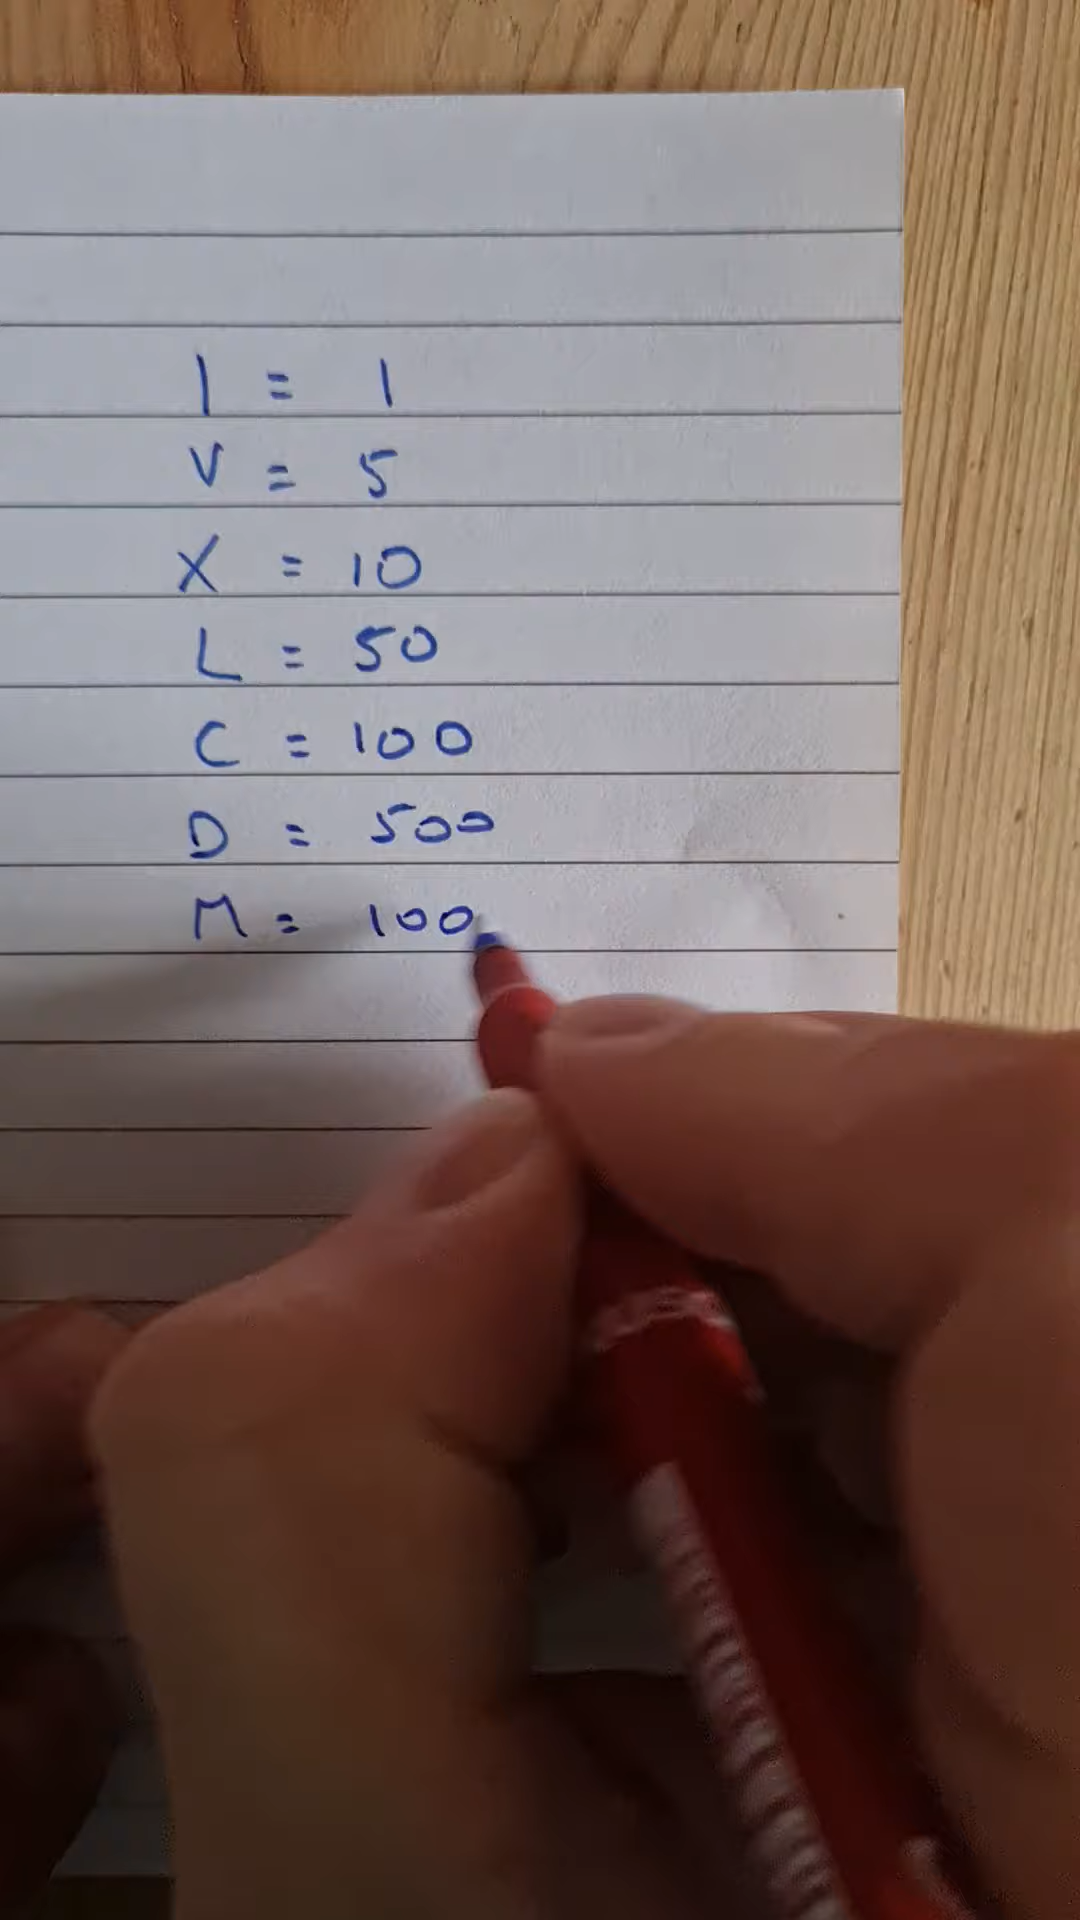 I = 1
V = 5
X = 10
L = 50
C = 100
D = 500
M = 100